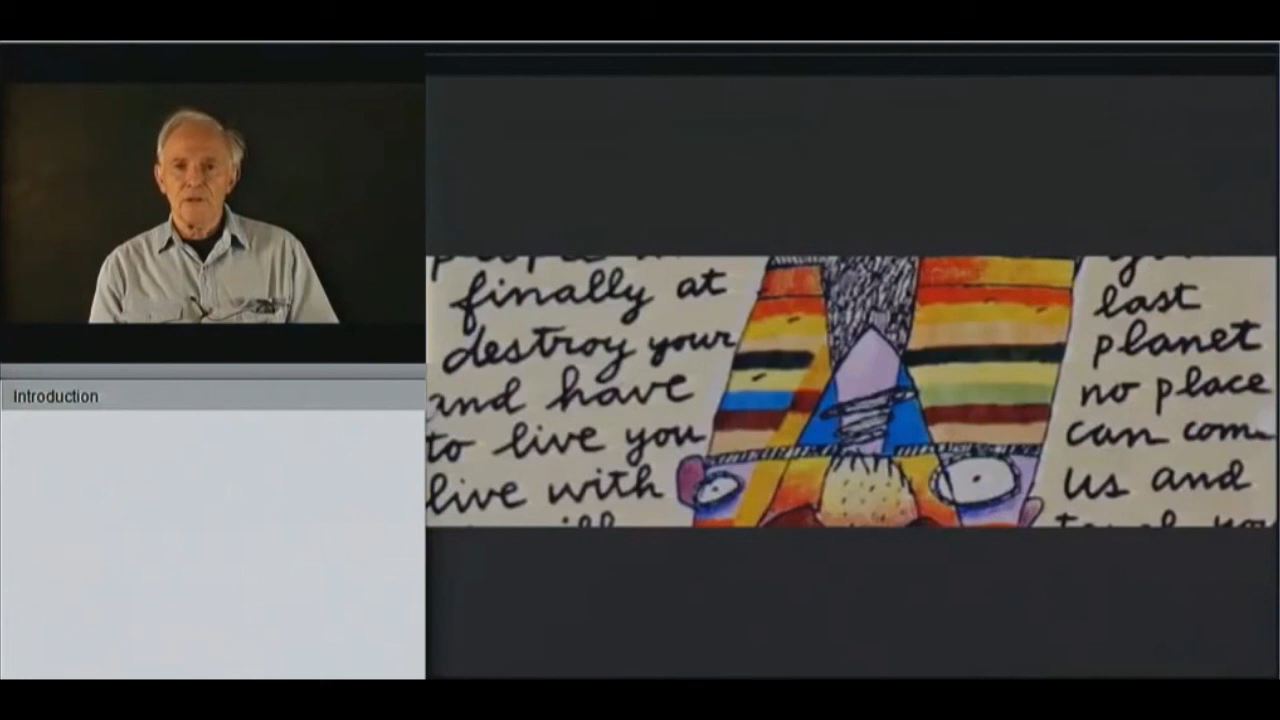 Introduction
finally at last
destroy your planet
and have no place
to live you can
live with us and